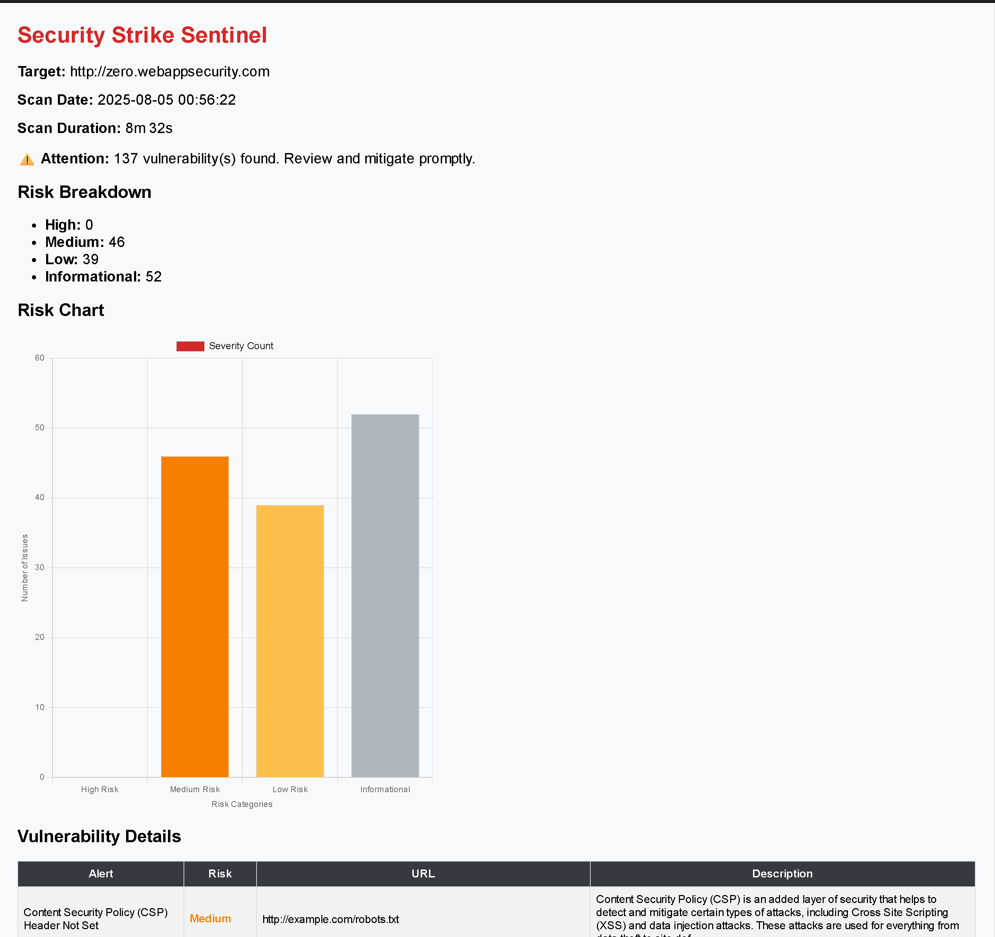 Security Strike Sentinel
Target: http://zero.webappsecurity.com
Scan Date: 2025-08-05 00:56:22
Scan Duration: 8m 32s
⚠ Attention: 137 vulnerability(s) found. Review and mitigate promptly.
Risk Breakdown
• High: 0
• Medium: 46
• Low: 39
• Informational: 52
Risk Chart
Severity Count
60
50
40
30
20
10
0
Number of Issues
High Risk Medium Risk Low Risk Informational
Risk Categories
Vulnerability Details
Alert Risk URL Description
Content Security Policy (CSP)
Header Not Set
Medium
http://example.com/robots.txt
Content Security Policy (CSP) is an added layer of security that helps to
detect and mitigate certain types of attacks, including Cross Site Scripting
(XSS) and data injection attacks. These attacks are used for everything from